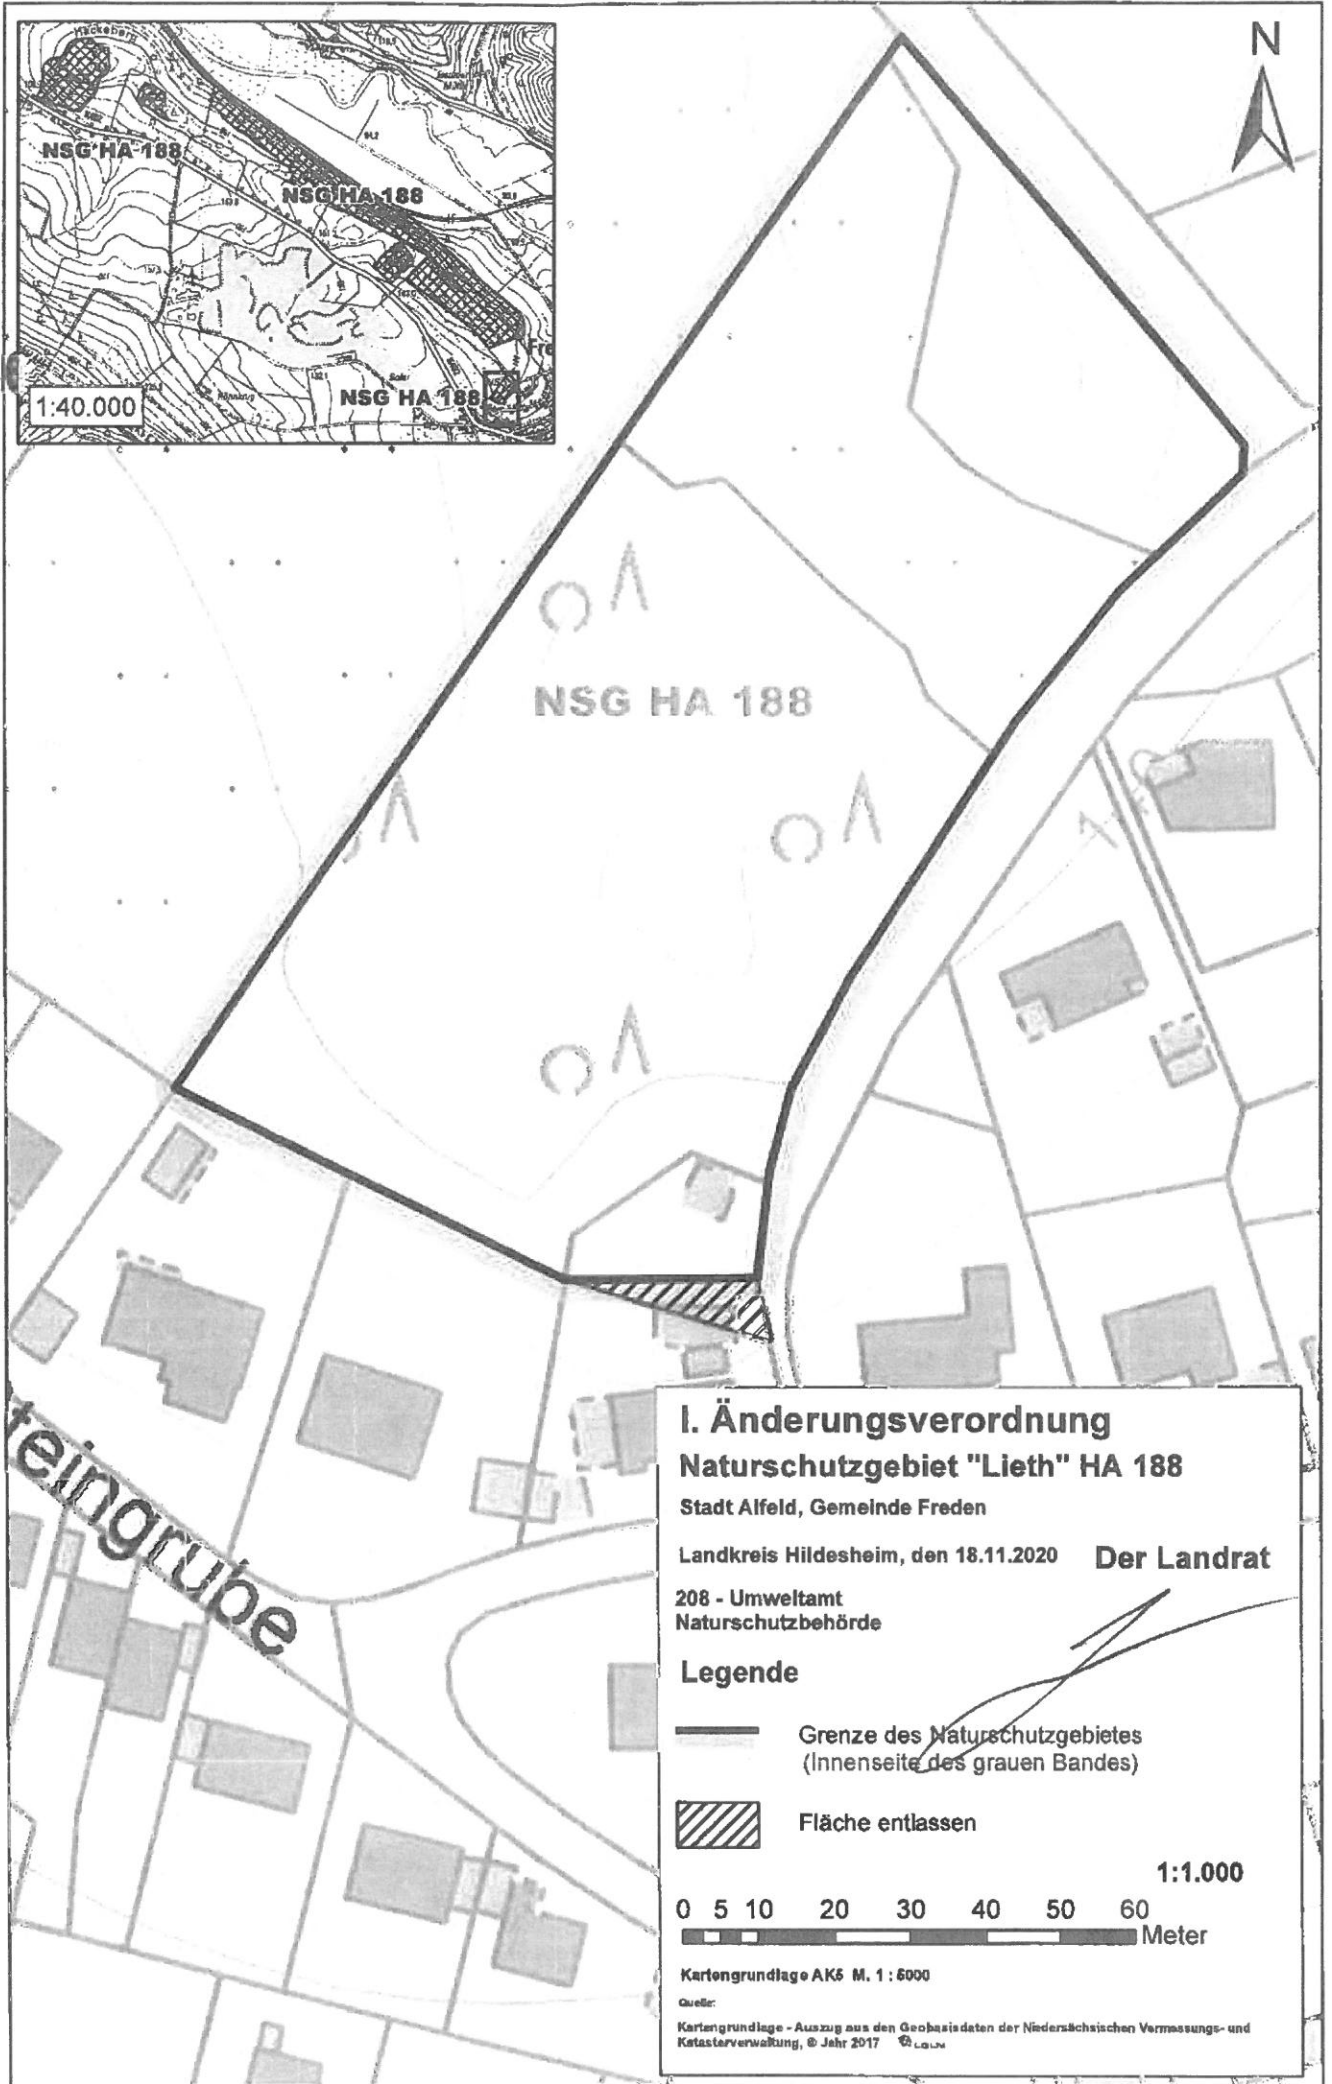 Hackeberg
NSG HA 188
NSG HA 188
NSG HA 188
1:40.000
N
NSG HA 188
teingrube
I. Änderungsverordnung
Naturschutzgebiet "Lieth" HA 188
Stadt Alfeld, Gemeinde Freden
Landkreis Hildesheim, den 18.11.2020 Der Landrat
208 - Umweltamt
Naturschutzbehörde
Legende
Grenze des Naturschutzgebietes
(Innenseite des grauen Bandes)
Fläche entlassen
1:1.000
0 5 10 20 30 40 50 60
Meter
Kartengrundlage AK5 M. 1 : 5000
Quelle:
Kartengrundlage - Auszug aus den Geobasisdaten der Niedersächsischen Vermessungs- und
Katasterverwaltung, © Jahr 2017 LGLN